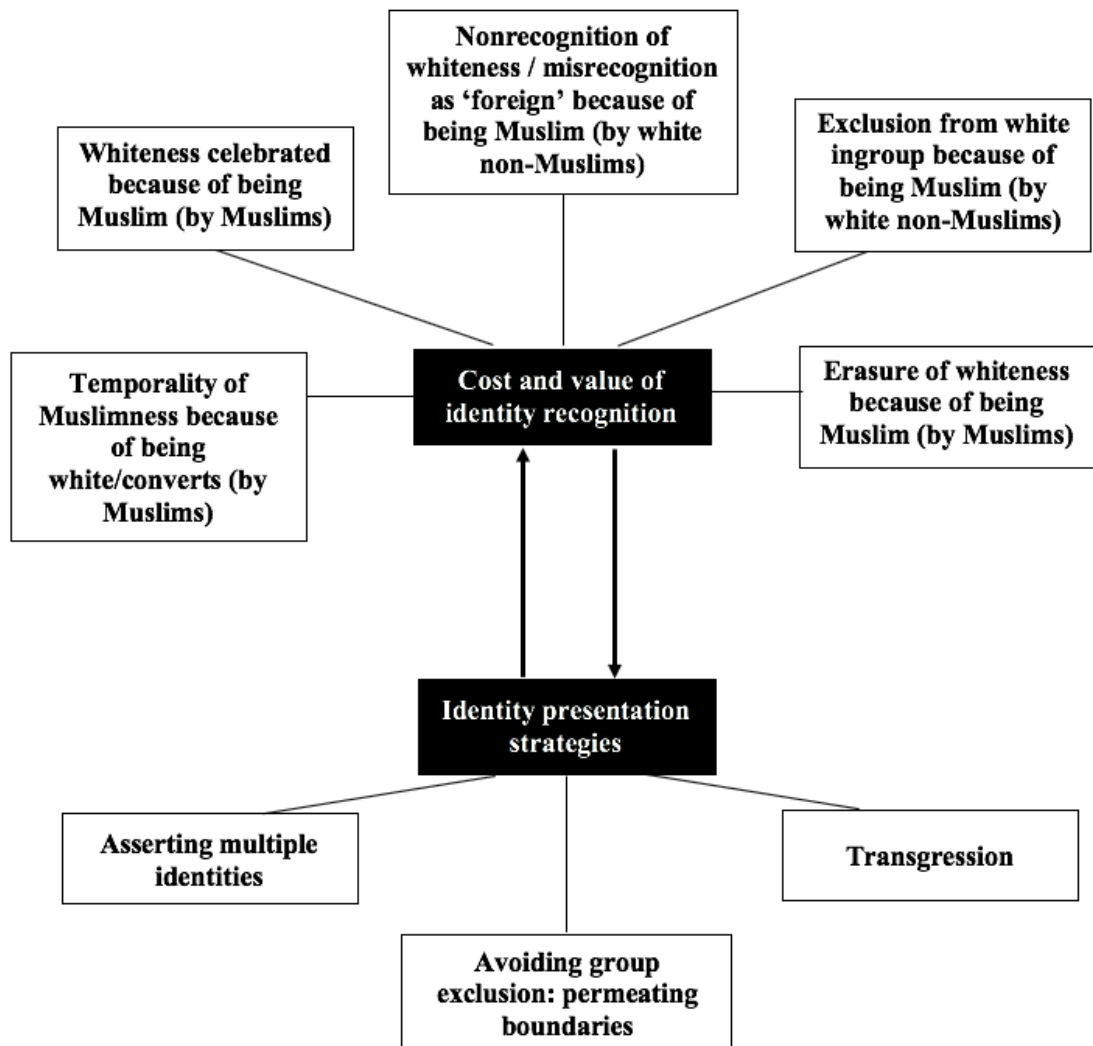 Nonrecognition of
whiteness / misrecognition
as ‘foreign’ because of
being Muslim (by white
non-Muslims)
Whiteness celebrated
because of being
Muslim (by Muslims)
Exclusion from white
ingroup because of
being Muslim (by
white non-Muslims)
Temporality of
Muslimness because
of being
white/converts (by
Muslims)
Cost and value of
identity recognition
Erasure of whiteness
because of being
Muslim (by Muslims)
Identity presentation
strategies
Asserting multiple
identities
Avoiding group
exclusion: permeating
boundaries
Transgression